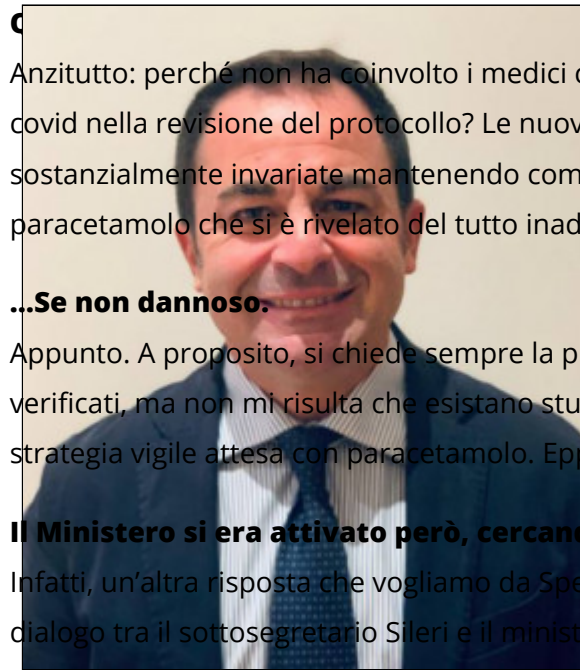 Anzitutto: perché non ha coinvolto i medici
covid nella revisione del protocollo? Le
sostanzialmente invariate mantenendo
paracetamolo che si è rivelato del tutto
...Se non dannoso.
Appunto. A proposito, si chiede sempre la
verificati, ma non mi risulta che esistano
strategia vigile attesa con paracetamolo.
Il Ministero si era attivato però,
Infatti, un’altra risposta che vogliamo da
dialogo tra il sottosegretario Sileri e il